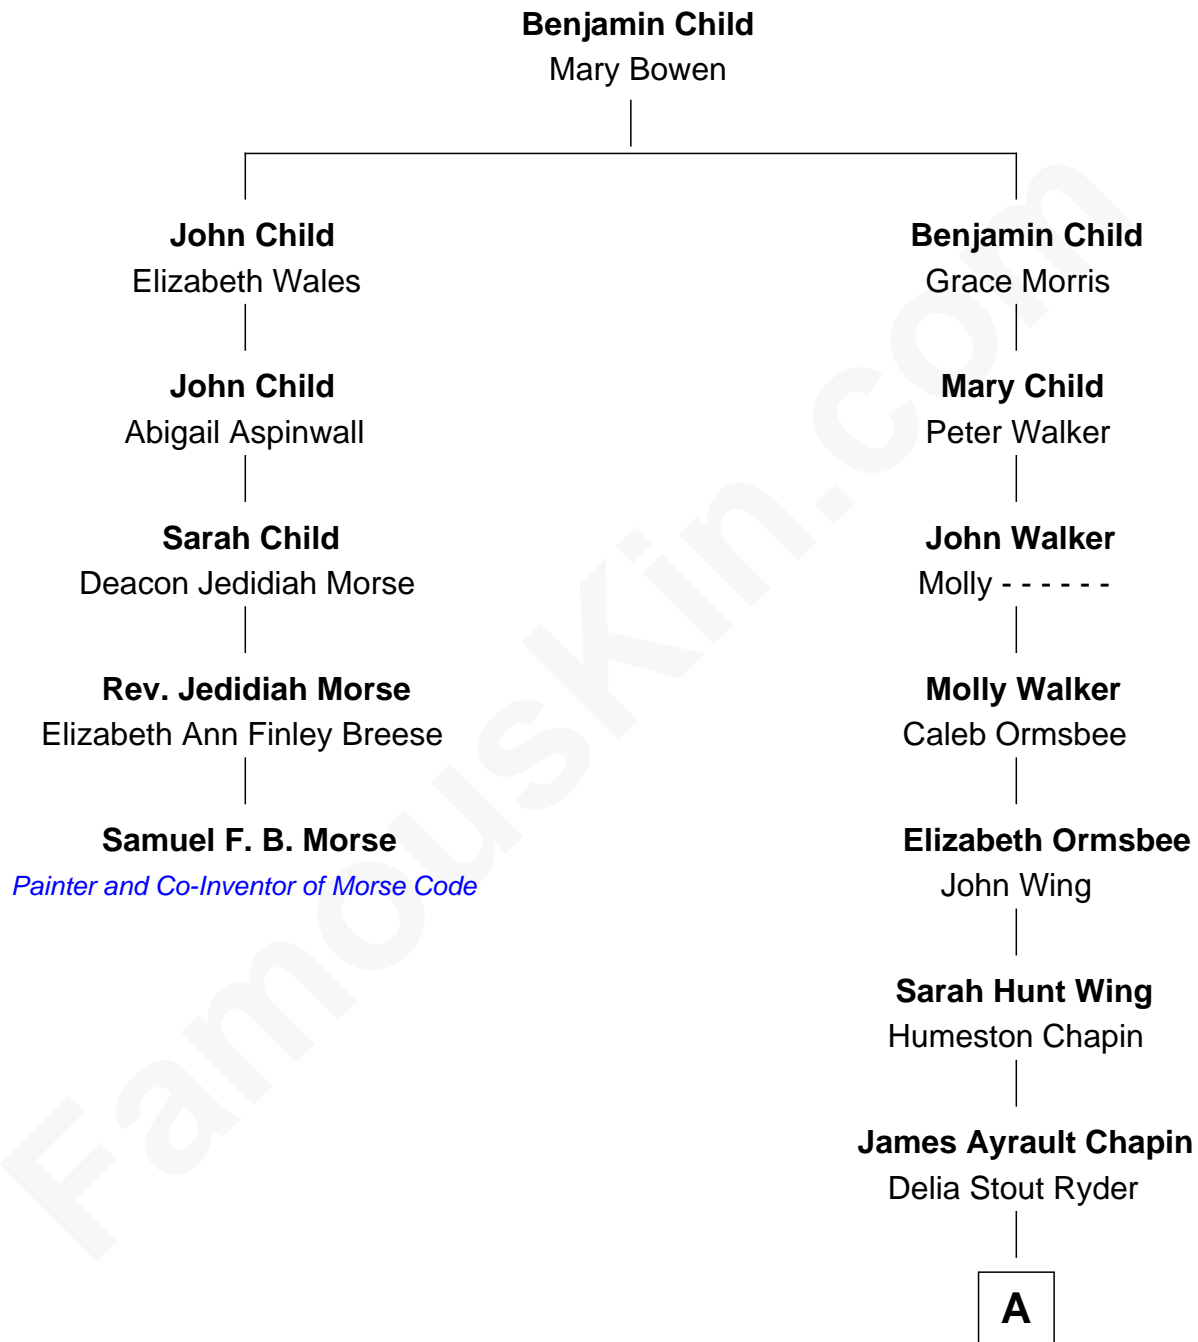 Benjamin Child
Mary Bowen
John Child
Elizabeth Wales
Benjamin Child
Grace Morris
John Child
Abigail Aspinwall
Mary Child
Peter Walker
Sarah Child
Deacon Jedidiah Morse
John Walker
Molly - - - - - -
Rev. Jedidiah Morse
Elizabeth Ann Finley Breese
Molly Walker
Caleb Ormsbee
Samuel F. B. Morse
Painter and Co-Inventor of Morse Code
Elizabeth Ormsbee
John Wing
Sarah Hunt Wing
Humeston Chapin
James Ayrault Chapin
Delia Stout Ryder
A
FamousKin.com